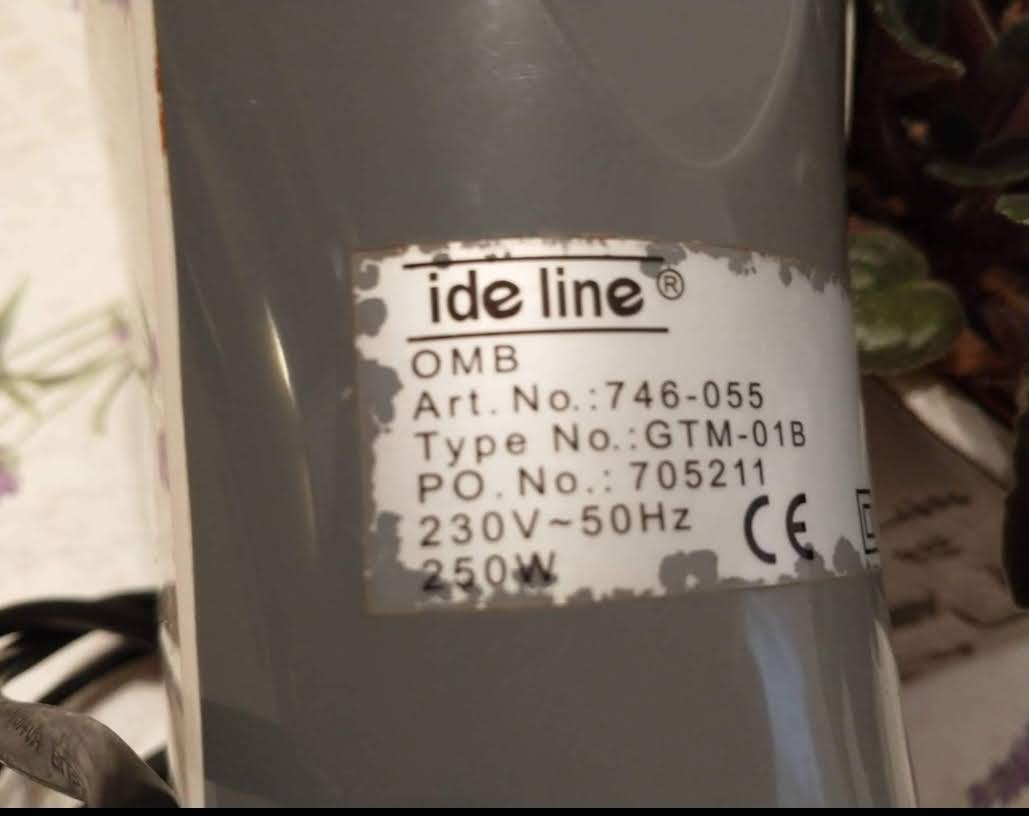 ide line®
OMB
Art. No.:746-055
Type No.:GTM-01B
PO. No.: 705211
230V~50Hz
CE
250W